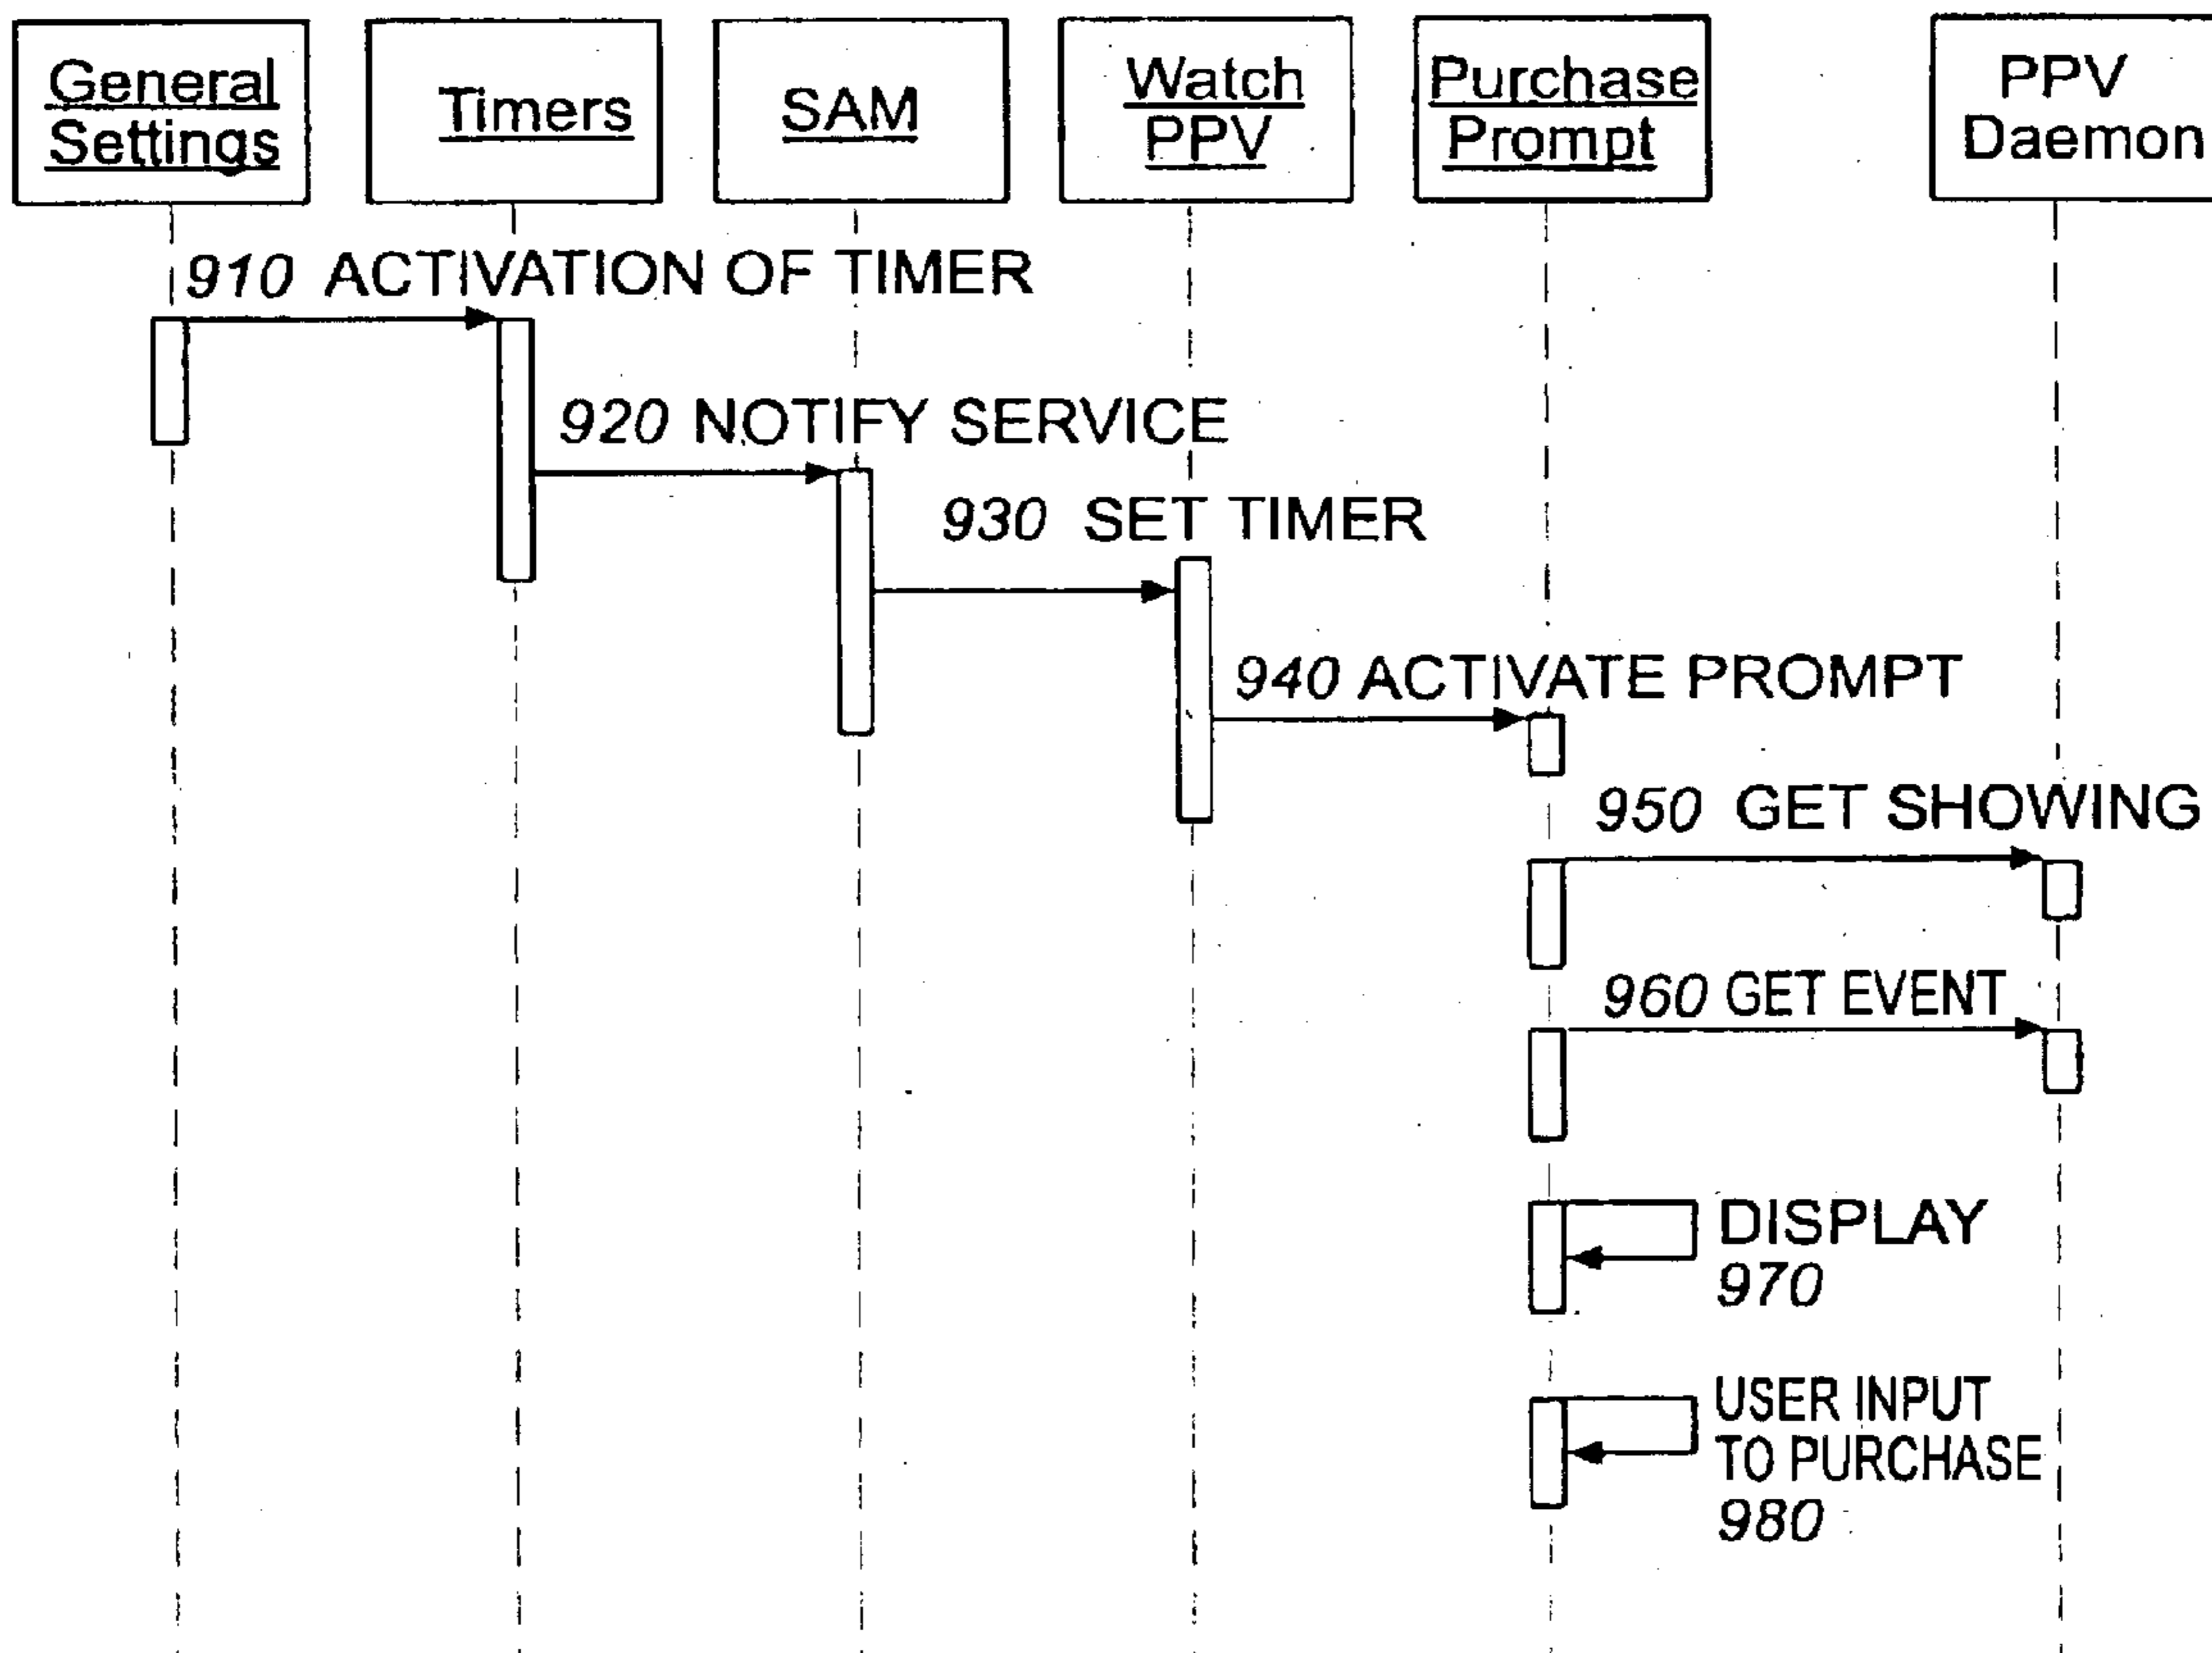 General
Settings
Timers
SAM
Watch
PPV
Purchase
Prompt
PPV
Daemon
910 ACTIVATION OF TIMER
920 NOTIFY SERVICE
930 SET TIMER
940 ACTIVATE PROMPT
950 GET SHOWING
960 GET EVENT
DISPLAY
970
USER INPUT
TO PURCHASE
980